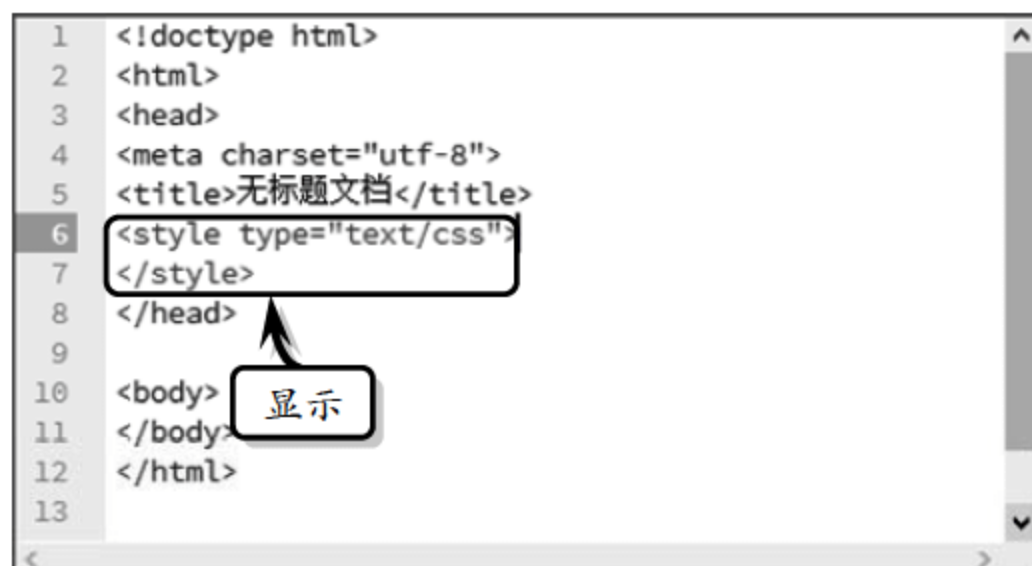 1 <!doctype html>
2 <html>
3 <head>
4 <meta charset="utf-8">
5 <title>无标题文档</title>
6 <style type="text/css">
7 </style>
8 </head>
9
10 <body>
显示
11 </body>
12 </html>
13